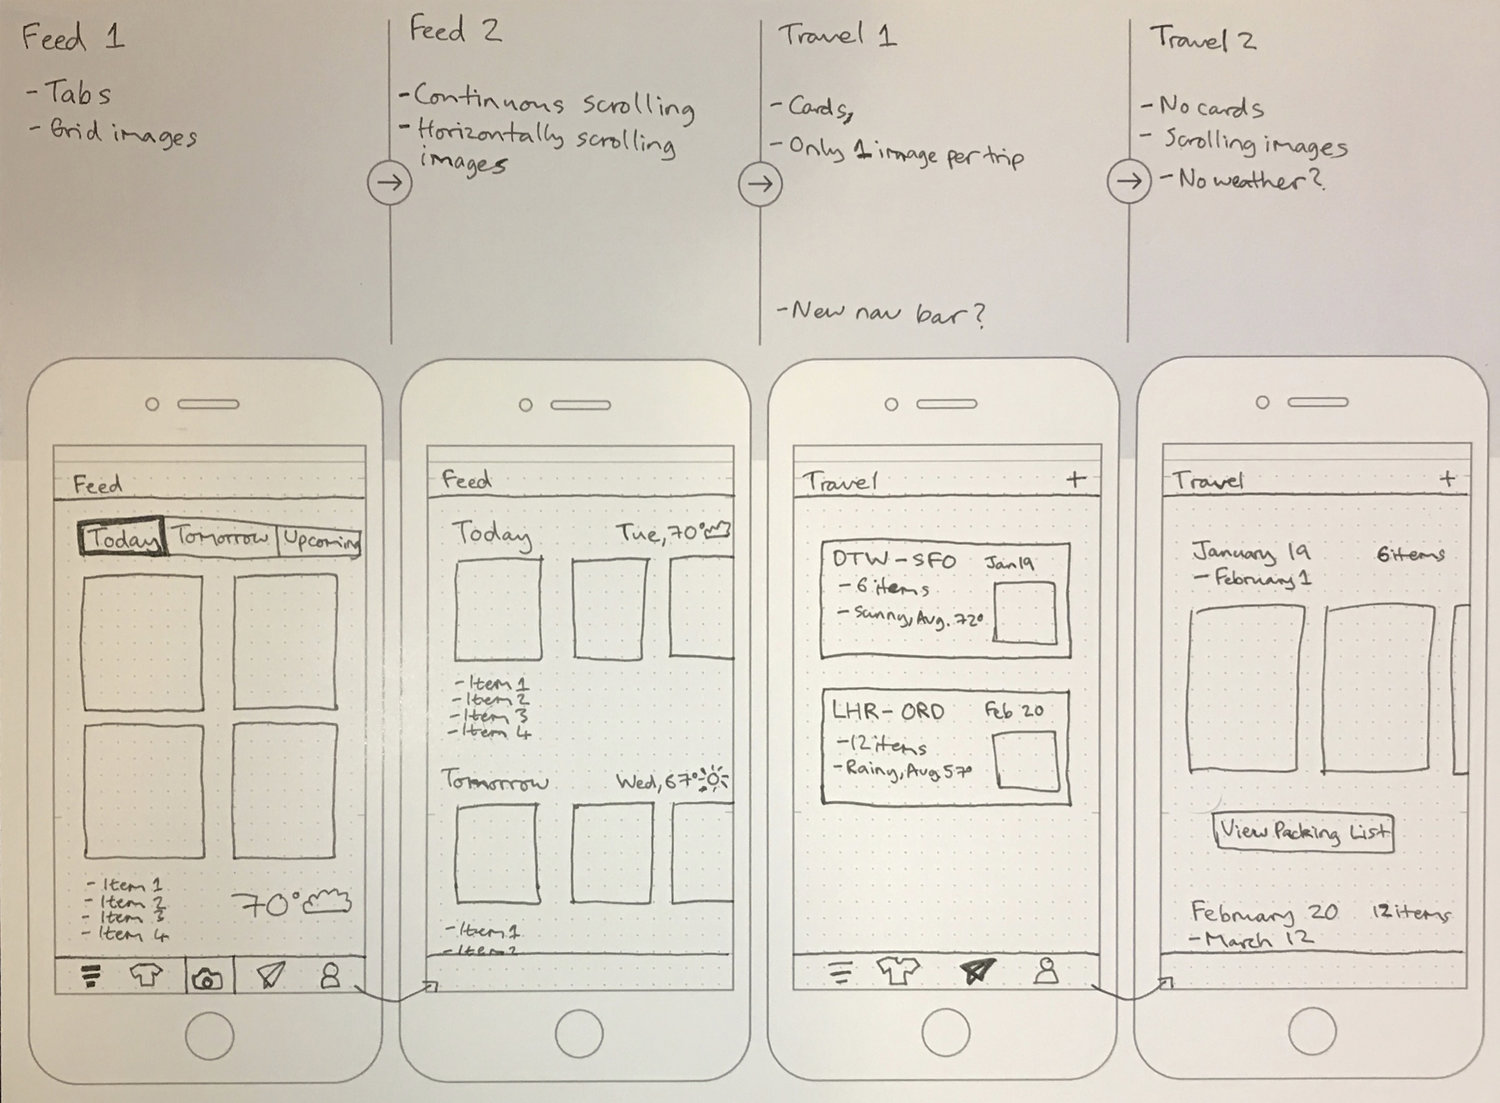 Feed 1
- Tabs
- Grid images
Feed 2
- Continuous scrolling
- Horizontally scrolling
images
Travel 1
- Cards,
- Only 1 image per trip
- New nav bar?
Travel 2
- No cards
- Scrolling images
- No weather?
Feed
Today Tomorrow Upcoming
- Item 1
- Item 2
- Item 3
- Item 4
70°
Feed
Today Tue, 70°
- Item 1
- Item 2
- Item 3
- Item 4
Tomorrow Wed, 67°
- Item 1
- Item 2
Travel +
DTW - SFO Jan 19
- 6 items
- Sunny, Avg. 72°
LHR - ORD Feb 20
- 12 items
- Rainy, Avg 57°
Travel +
January 19 6 items
- February 1
View Packing List
February 20 12 items
- March 12